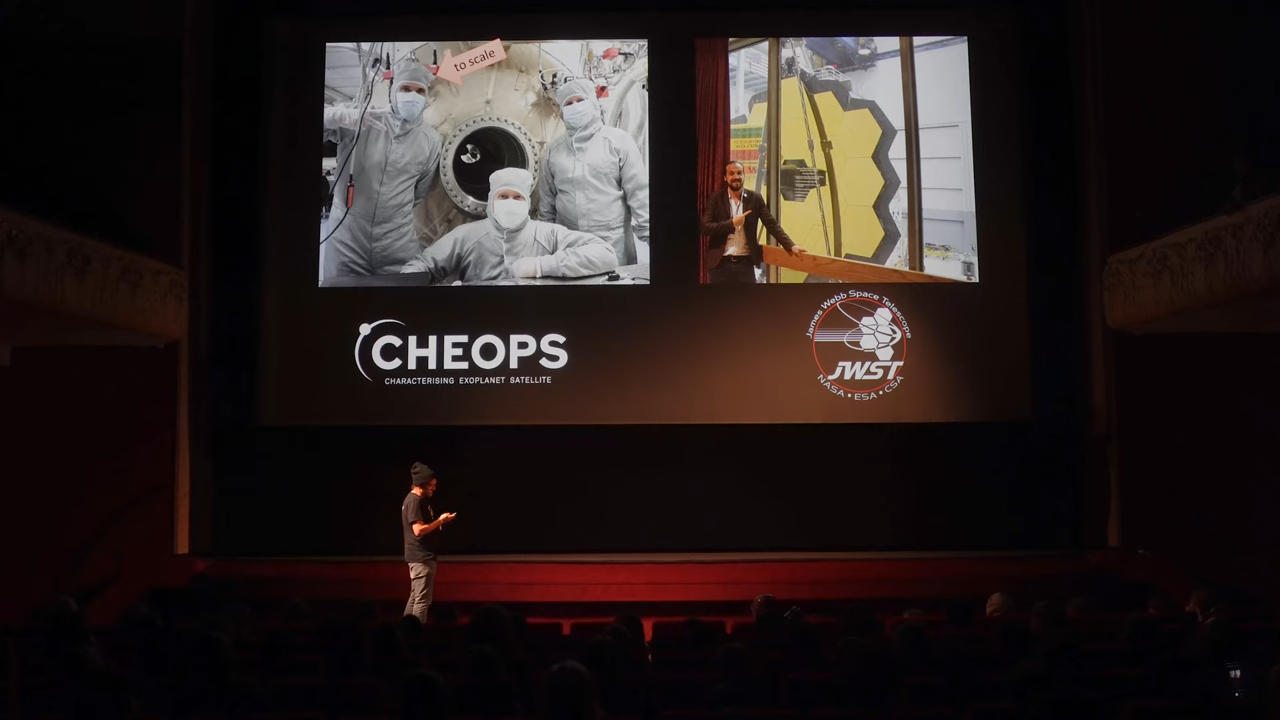 to scale
CHEOPS
CHARACTERISING EXOPLANET SATELLITE
James Webb Space Telescope
JWST
NASA • ESA • CSA